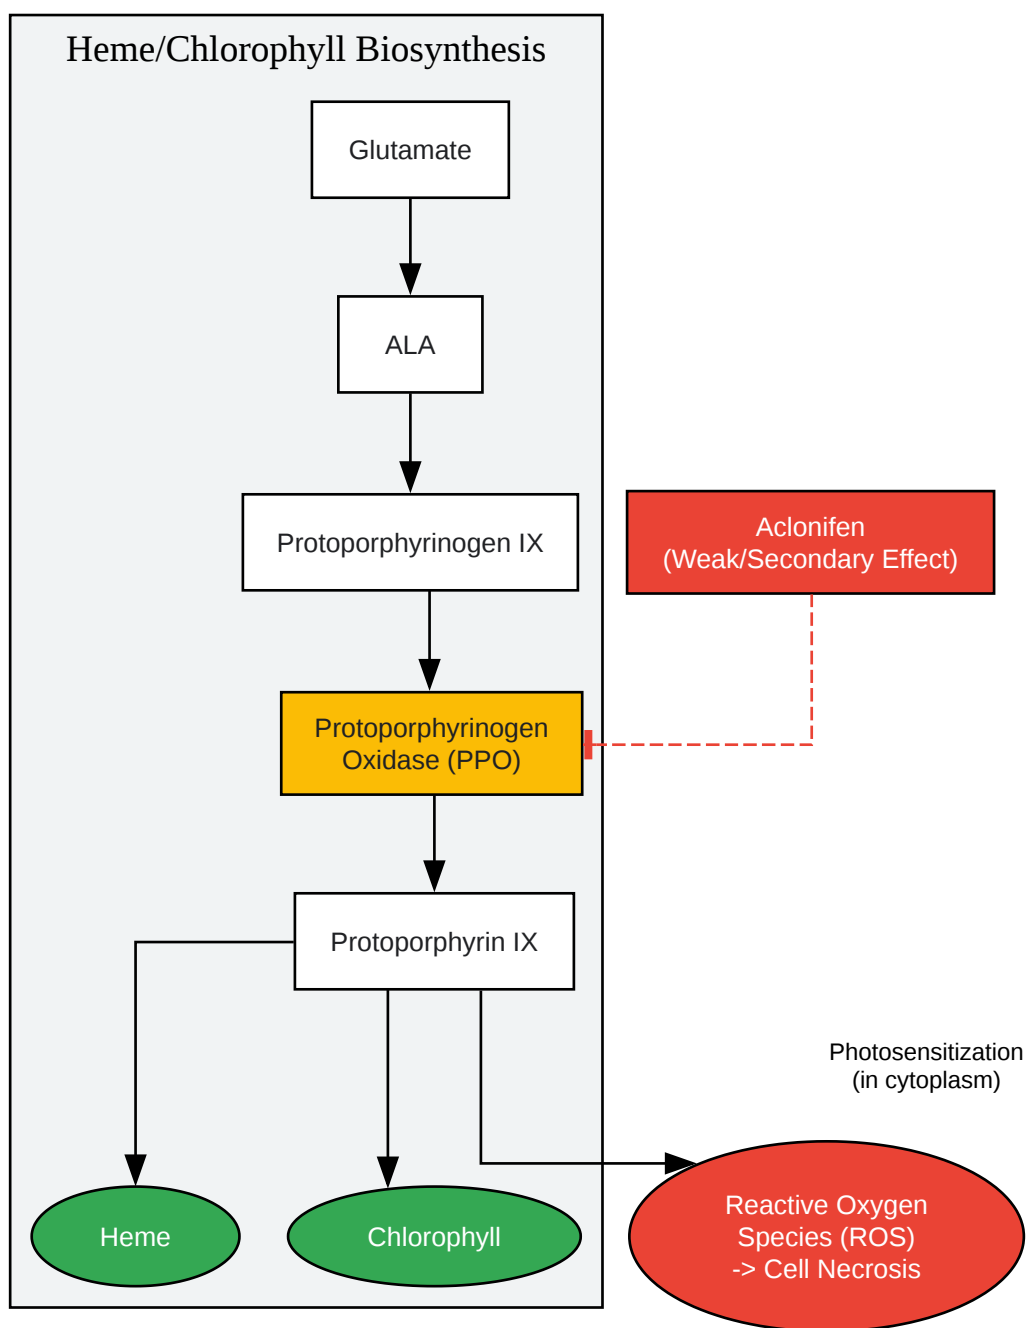 Heme/Chlorophyll Biosynthesis
Glutamate
ALA
Protoporphyrinogen IX
Aclonifen
(Weak/Secondary Effect)
Protoporphyrinogen
Oxidase (PPO)
Protoporphyrin IX
Photosensitization
(in cytoplasm)
Heme
Chlorophyll
Reactive Oxygen
Species (ROS)
-> Cell Necrosis